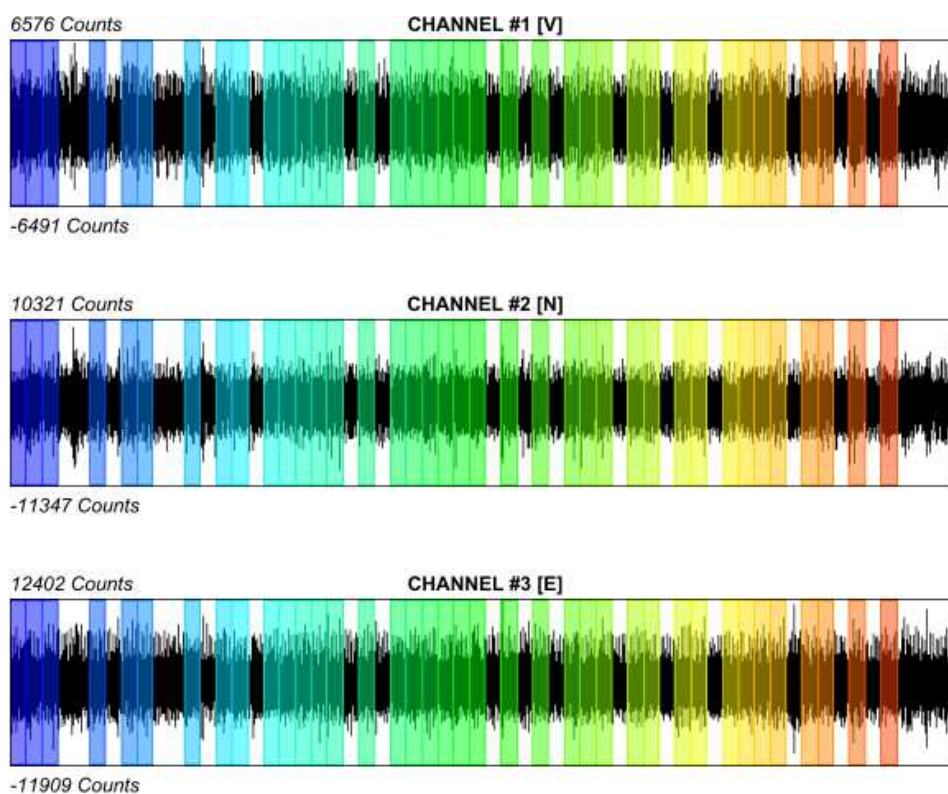 6576 Counts
CHANNEL #1 [V]
-6491 Counts
10321 Counts
CHANNEL #2 [N]
-11347 Counts
12402 Counts
CHANNEL #3 [E]
-11909 Counts